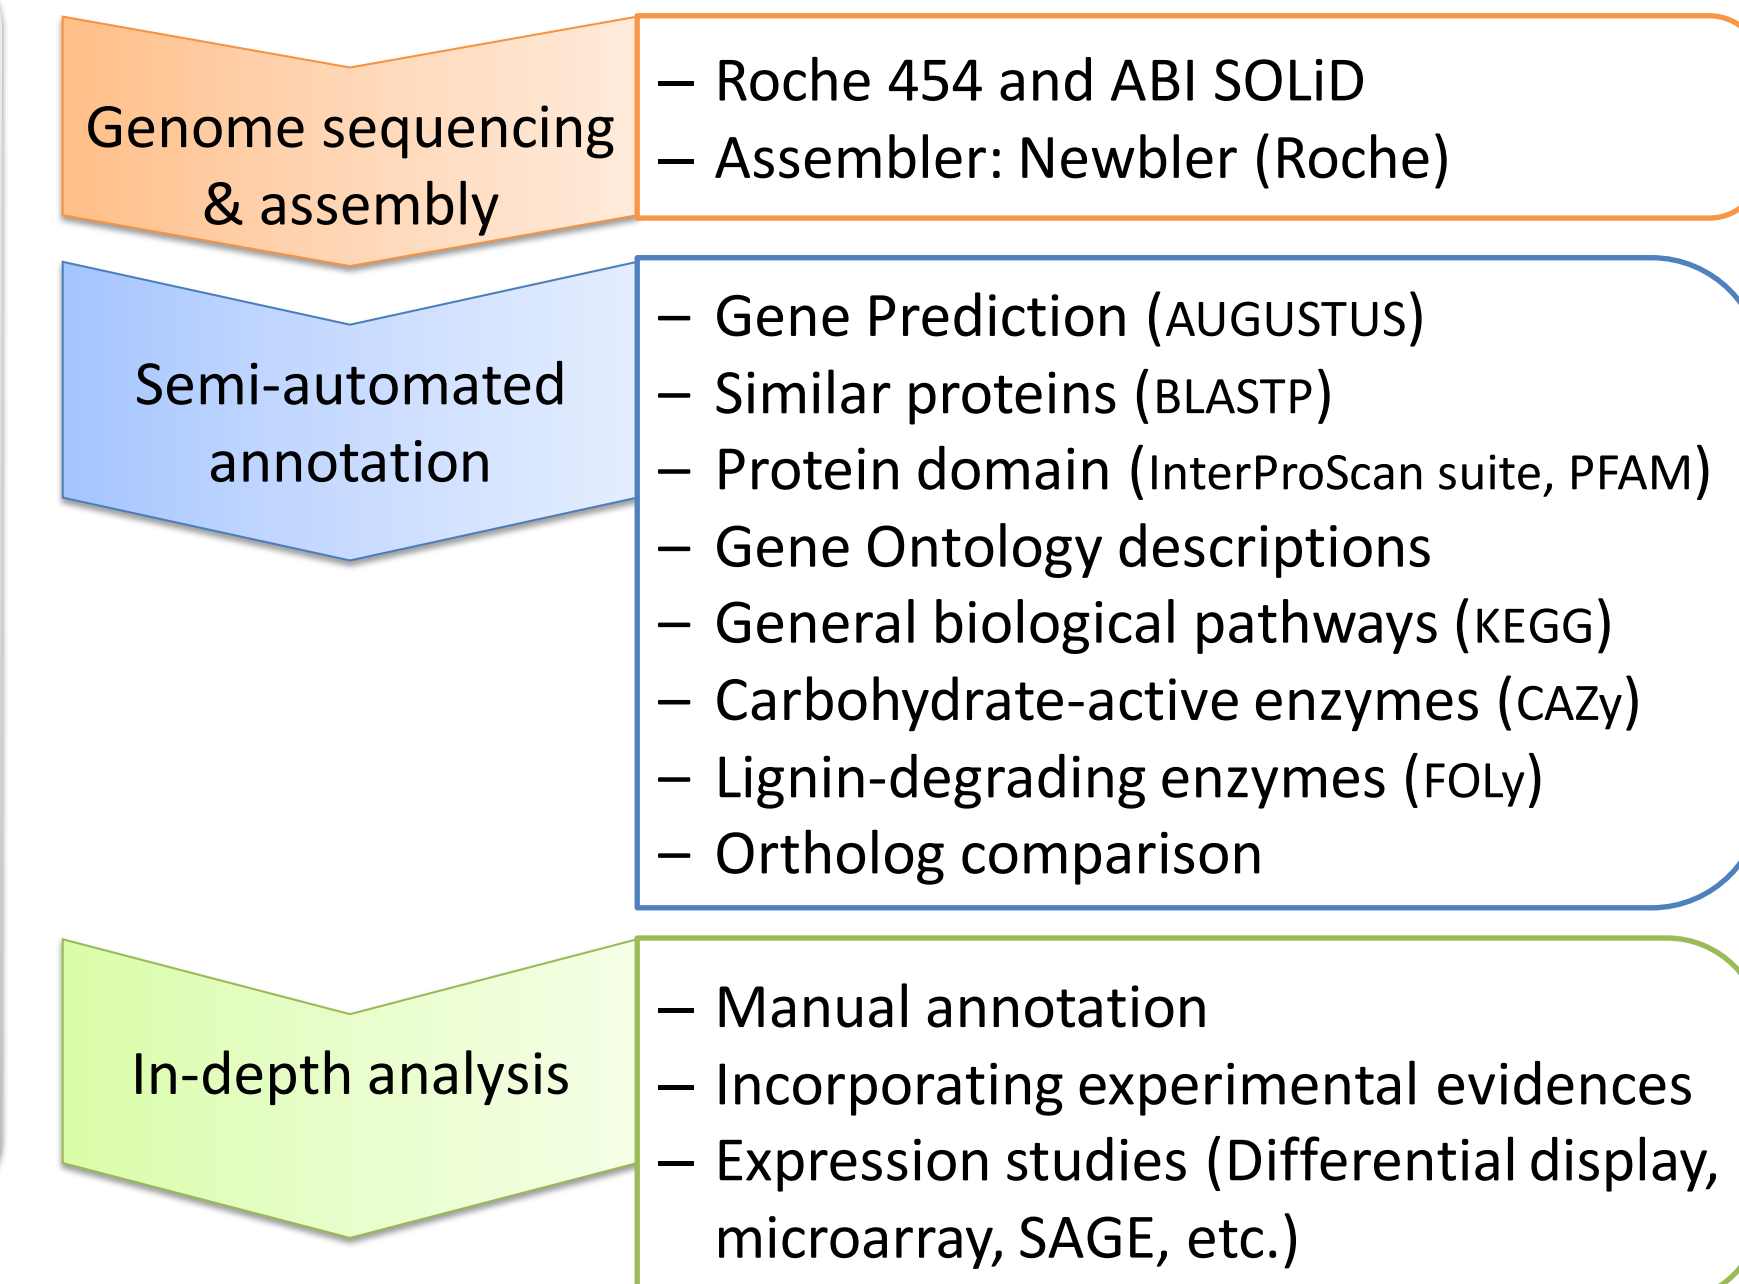 Genome sequencing
& assembly
– Roche 454 and ABI SOLiD
– Assembler: Newbler (Roche)
Semi-automated
annotation
– Gene Prediction (AUGUSTUS)
– Similar proteins (BLASTP)
– Protein domain (InterProScan suite, PFAM)
– Gene Ontology descriptions
– General biological pathways (KEGG)
– Carbohydrate-active enzymes (CAZy)
– Lignin-degrading enzymes (FOLy)
– Ortholog comparison
In-depth analysis
– Manual annotation
– Incorporating experimental evidences
– Expression studies (Differential display,
microarray, SAGE, etc.)